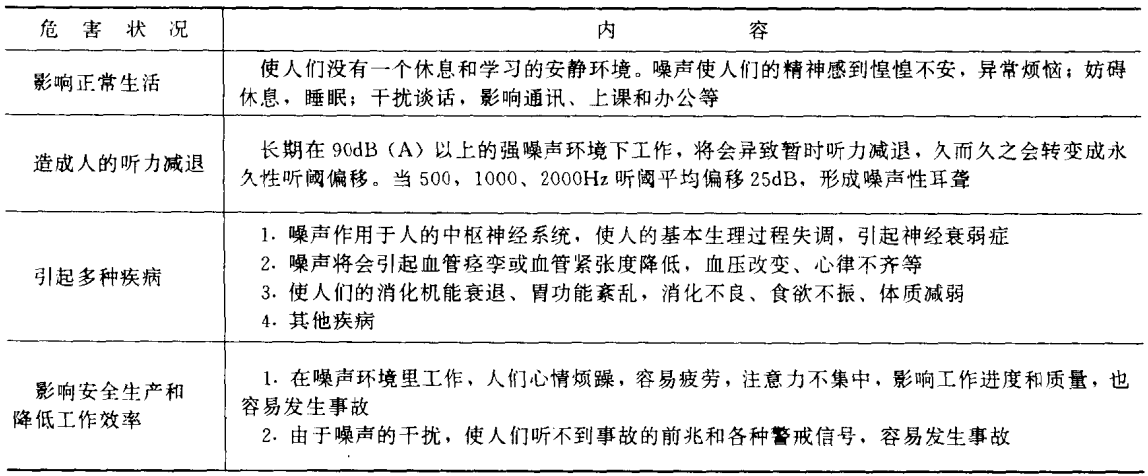 危害状况 内容
影响正常生活
使人们没有一个休息和学习的安静环境。噪声使人们的精神感到惶惶不安，异常烦恼；妨碍
休息，睡眠；干扰谈话，影响通讯、上课和办公等
造成人的听力减退
长期在 90dB（A）以上的强噪声环境下工作，将会异致暂时听力减退，久而久之会转变成永
久性听阈偏移。当 500，1000、2000Hz 听阈平均偏移 25dB，形成噪声性耳聋
引起多种疾病
1. 噪声作用于人的中枢神经系统，使人的基本生理过程失调，引起神经衰弱症
2. 噪声将会引起血管痉挛或血管紧张度降低，血压改变、心律不齐等
3. 使人们的消化机能衰退、胃功能紊乱，消化不良、食欲不振、体质减弱
4. 其他疾病
影响安全生产和
降低工作效率
1. 在噪声环境里工作，人们心情烦躁，容易疲劳，注意力不集中，影响工作进度和质量，也
容易发生事故
2. 由于噪声的干扰，使人们听不到事故的前兆和各种警戒信号，容易发生事故